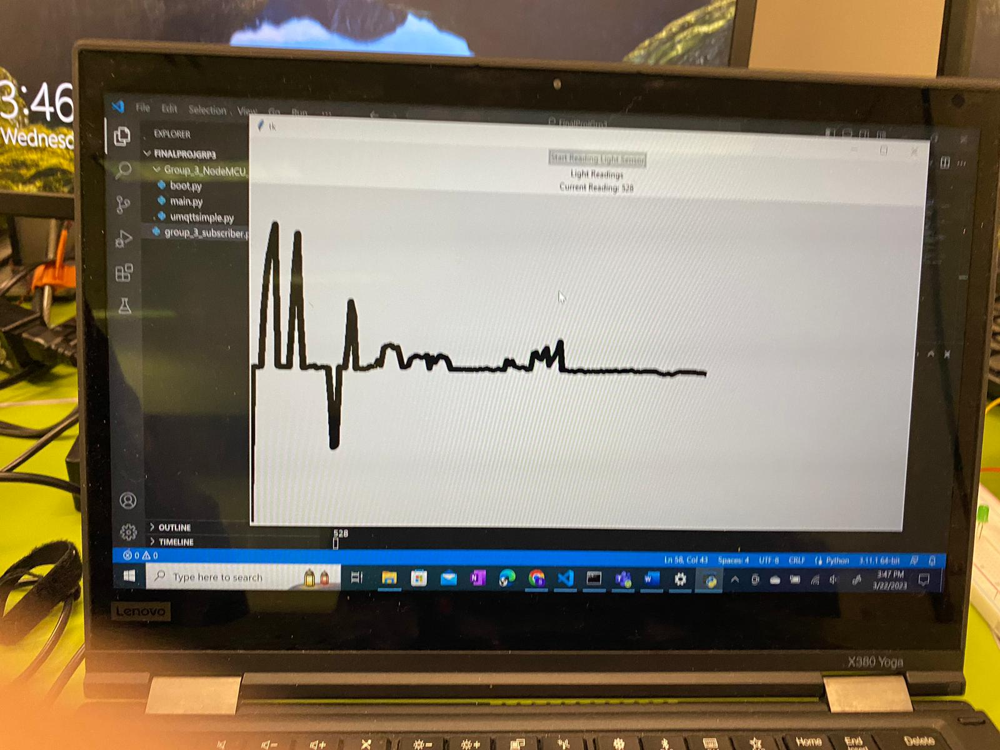 3:46
Wednesd
File Edit Selection View Go Run ...
FinalProjGrp3
tk
EXPLORER
FINALPROJGRP3
Group_3_NodeMCU_
boot.py
main.py
umqttsimple.py
group_3_subscriber.p
Start Reading Light Sensor
Light Readings
Current Reading: 528
OUTLINE
TIMELINE
528
0 0
Ln 58, Col 43 Spaces: 4 UTF-8 CRLF Python 3.11.1 64-bit
Type here to search
3:47 PM
3/22/2023
Lenovo
X380 Yoga
Home End Insert Delete